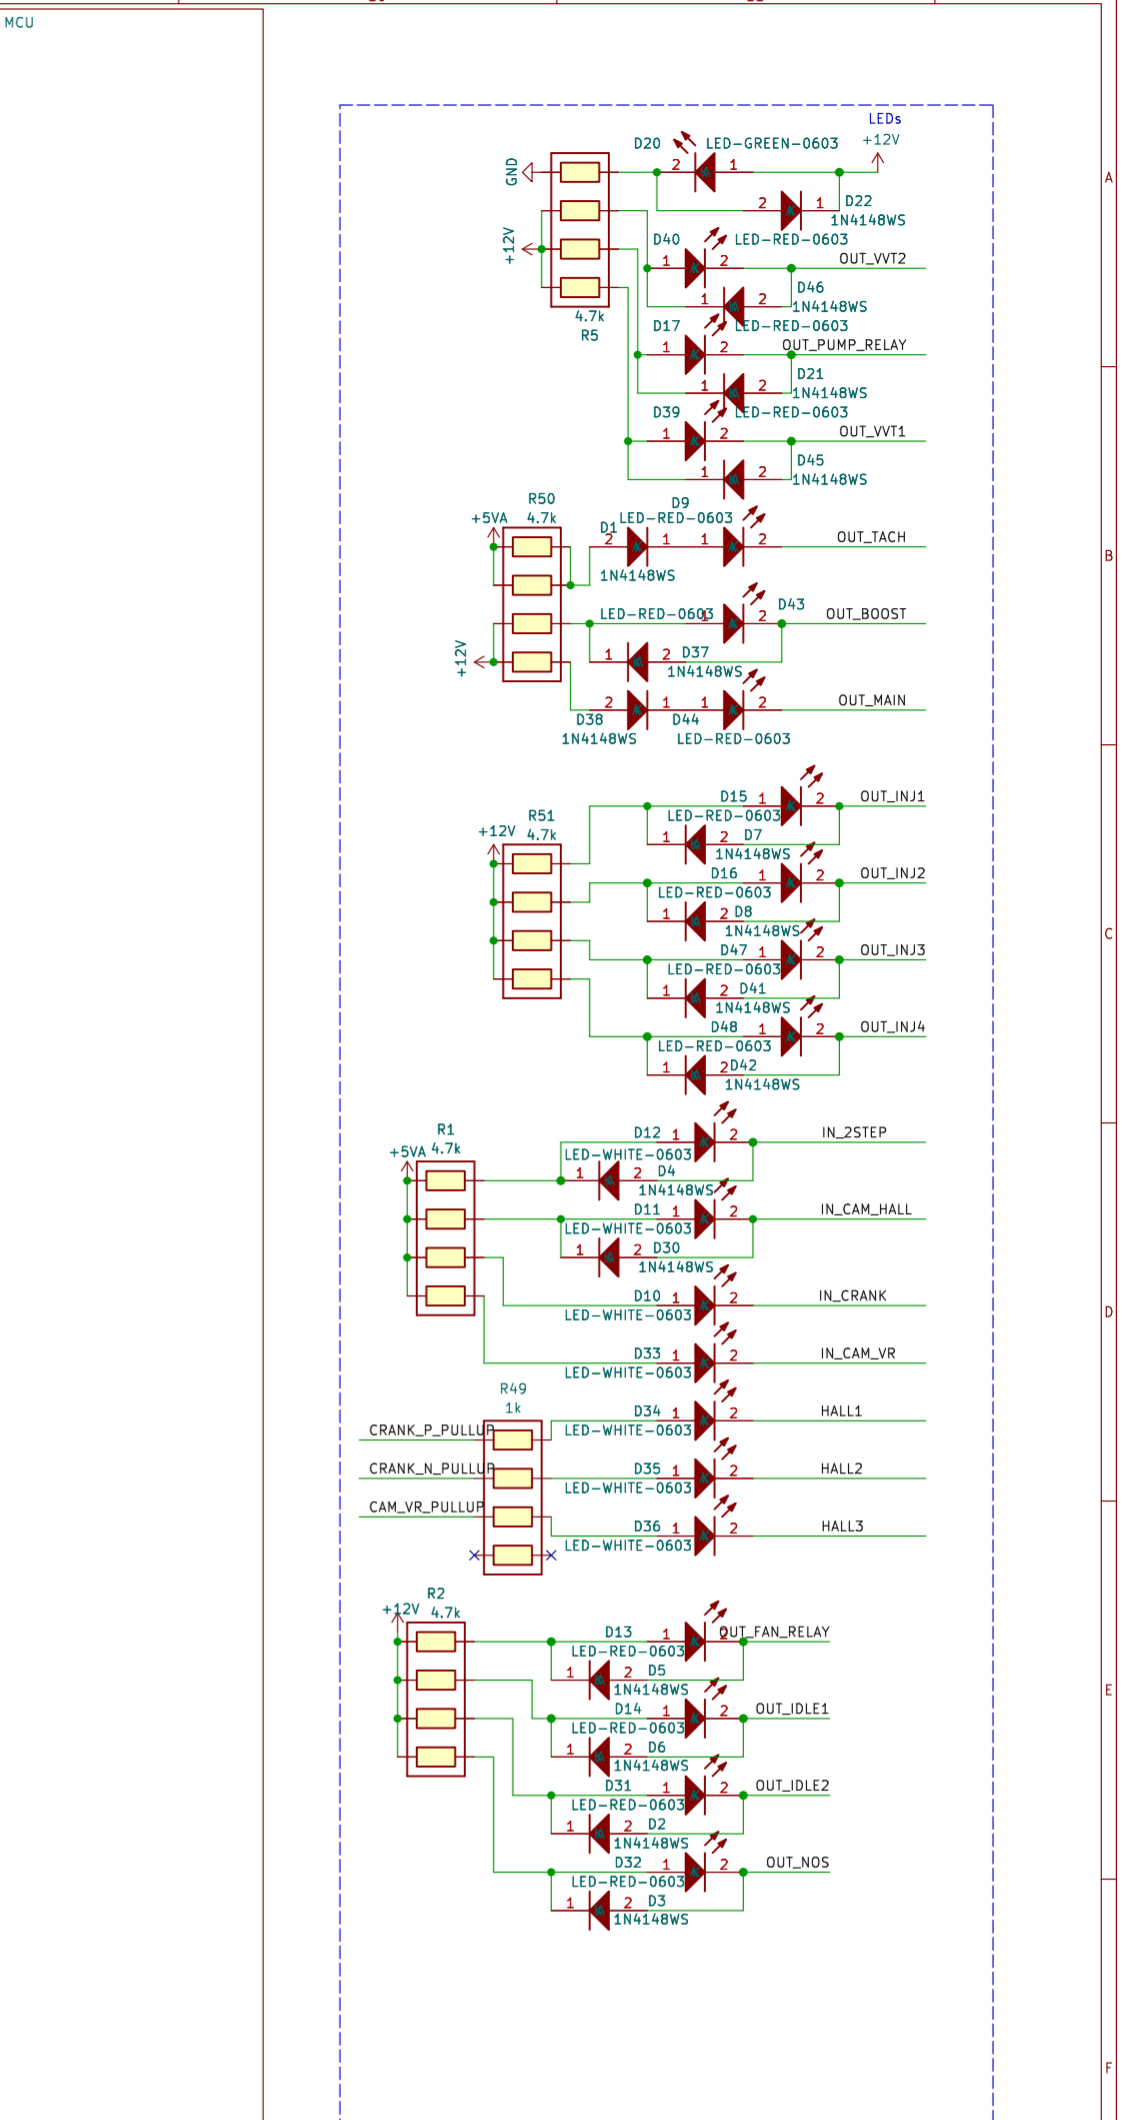 MCU
LEDs
D20 LED-GREEN-0603 +12V
GND 2 1 A
2 1 D22
1N4148WS
D40 LED-RED-0603
+12V 1 2 OUT_VVT2
D46
1 2 1N4148WS
4.7k D17 LED-RED-0603
R5 1 2 OUT_PUMP_RELAY
D21
1 2 1N4148WS
D39 LED-RED-0603
1 2 OUT_VVT1
D45
1 2 1N4148WS
R50 D9
+5VA 4.7k LED-RED-0603
D1 2 1 1 2 OUT_TACH B
1N4148WS
LED-RED-0603 1 2 D43 OUT_BOOST
+12V 1 2 D37
1N4148WS
2 1 1 2 OUT_MAIN
D38 D44
1N4148WS LED-RED-0603
D15 1 2 OUT_INJ1
R51 LED-RED-0603
+12V 4.7k 1 2 D7
1N4148WS
D16 1 2 OUT_INJ2
LED-RED-0603
1 2 D8
1N4148WS C
D47 1 2 OUT_INJ3
LED-RED-0603
1 2 D41
1N4148WS
D48 1 2 OUT_INJ4
LED-RED-0603
1 2 D42
1N4148WS
R1 D12 1 2 IN_2STEP
+5VA 4.7k LED-WHITE-0603
1 2 D4
1N4148WS
D11 1 2 IN_CAM_HALL
LED-WHITE-0603
1 2 D30
1N4148WS
D10 1 2 IN_CRANK
LED-WHITE-0603 D
D33 1 2 IN_CAM_VR
LED-WHITE-0603
R49
1k D34 1 2 HALL1
CRANK_P_PULLUP LED-WHITE-0603
CRANK_N_PULLUP D35 1 2 HALL2
LED-WHITE-0603
CAM_VR_PULLUP D36 1 2 HALL3
LED-WHITE-0603
R2
+12V 4.7k
D13 1 2 OUT_FAN_RELAY
LED-RED-0603
1 2 D5
1N4148WS E
D14 1 2 OUT_IDLE1
LED-RED-0603
1 2 D6
1N4148WS
D31 1 2 OUT_IDLE2
LED-RED-0603
1 2 D2
1N4148WS
D32 1 2 OUT_NOS
LED-RED-0603
1 2 D3
1N4148WS
F